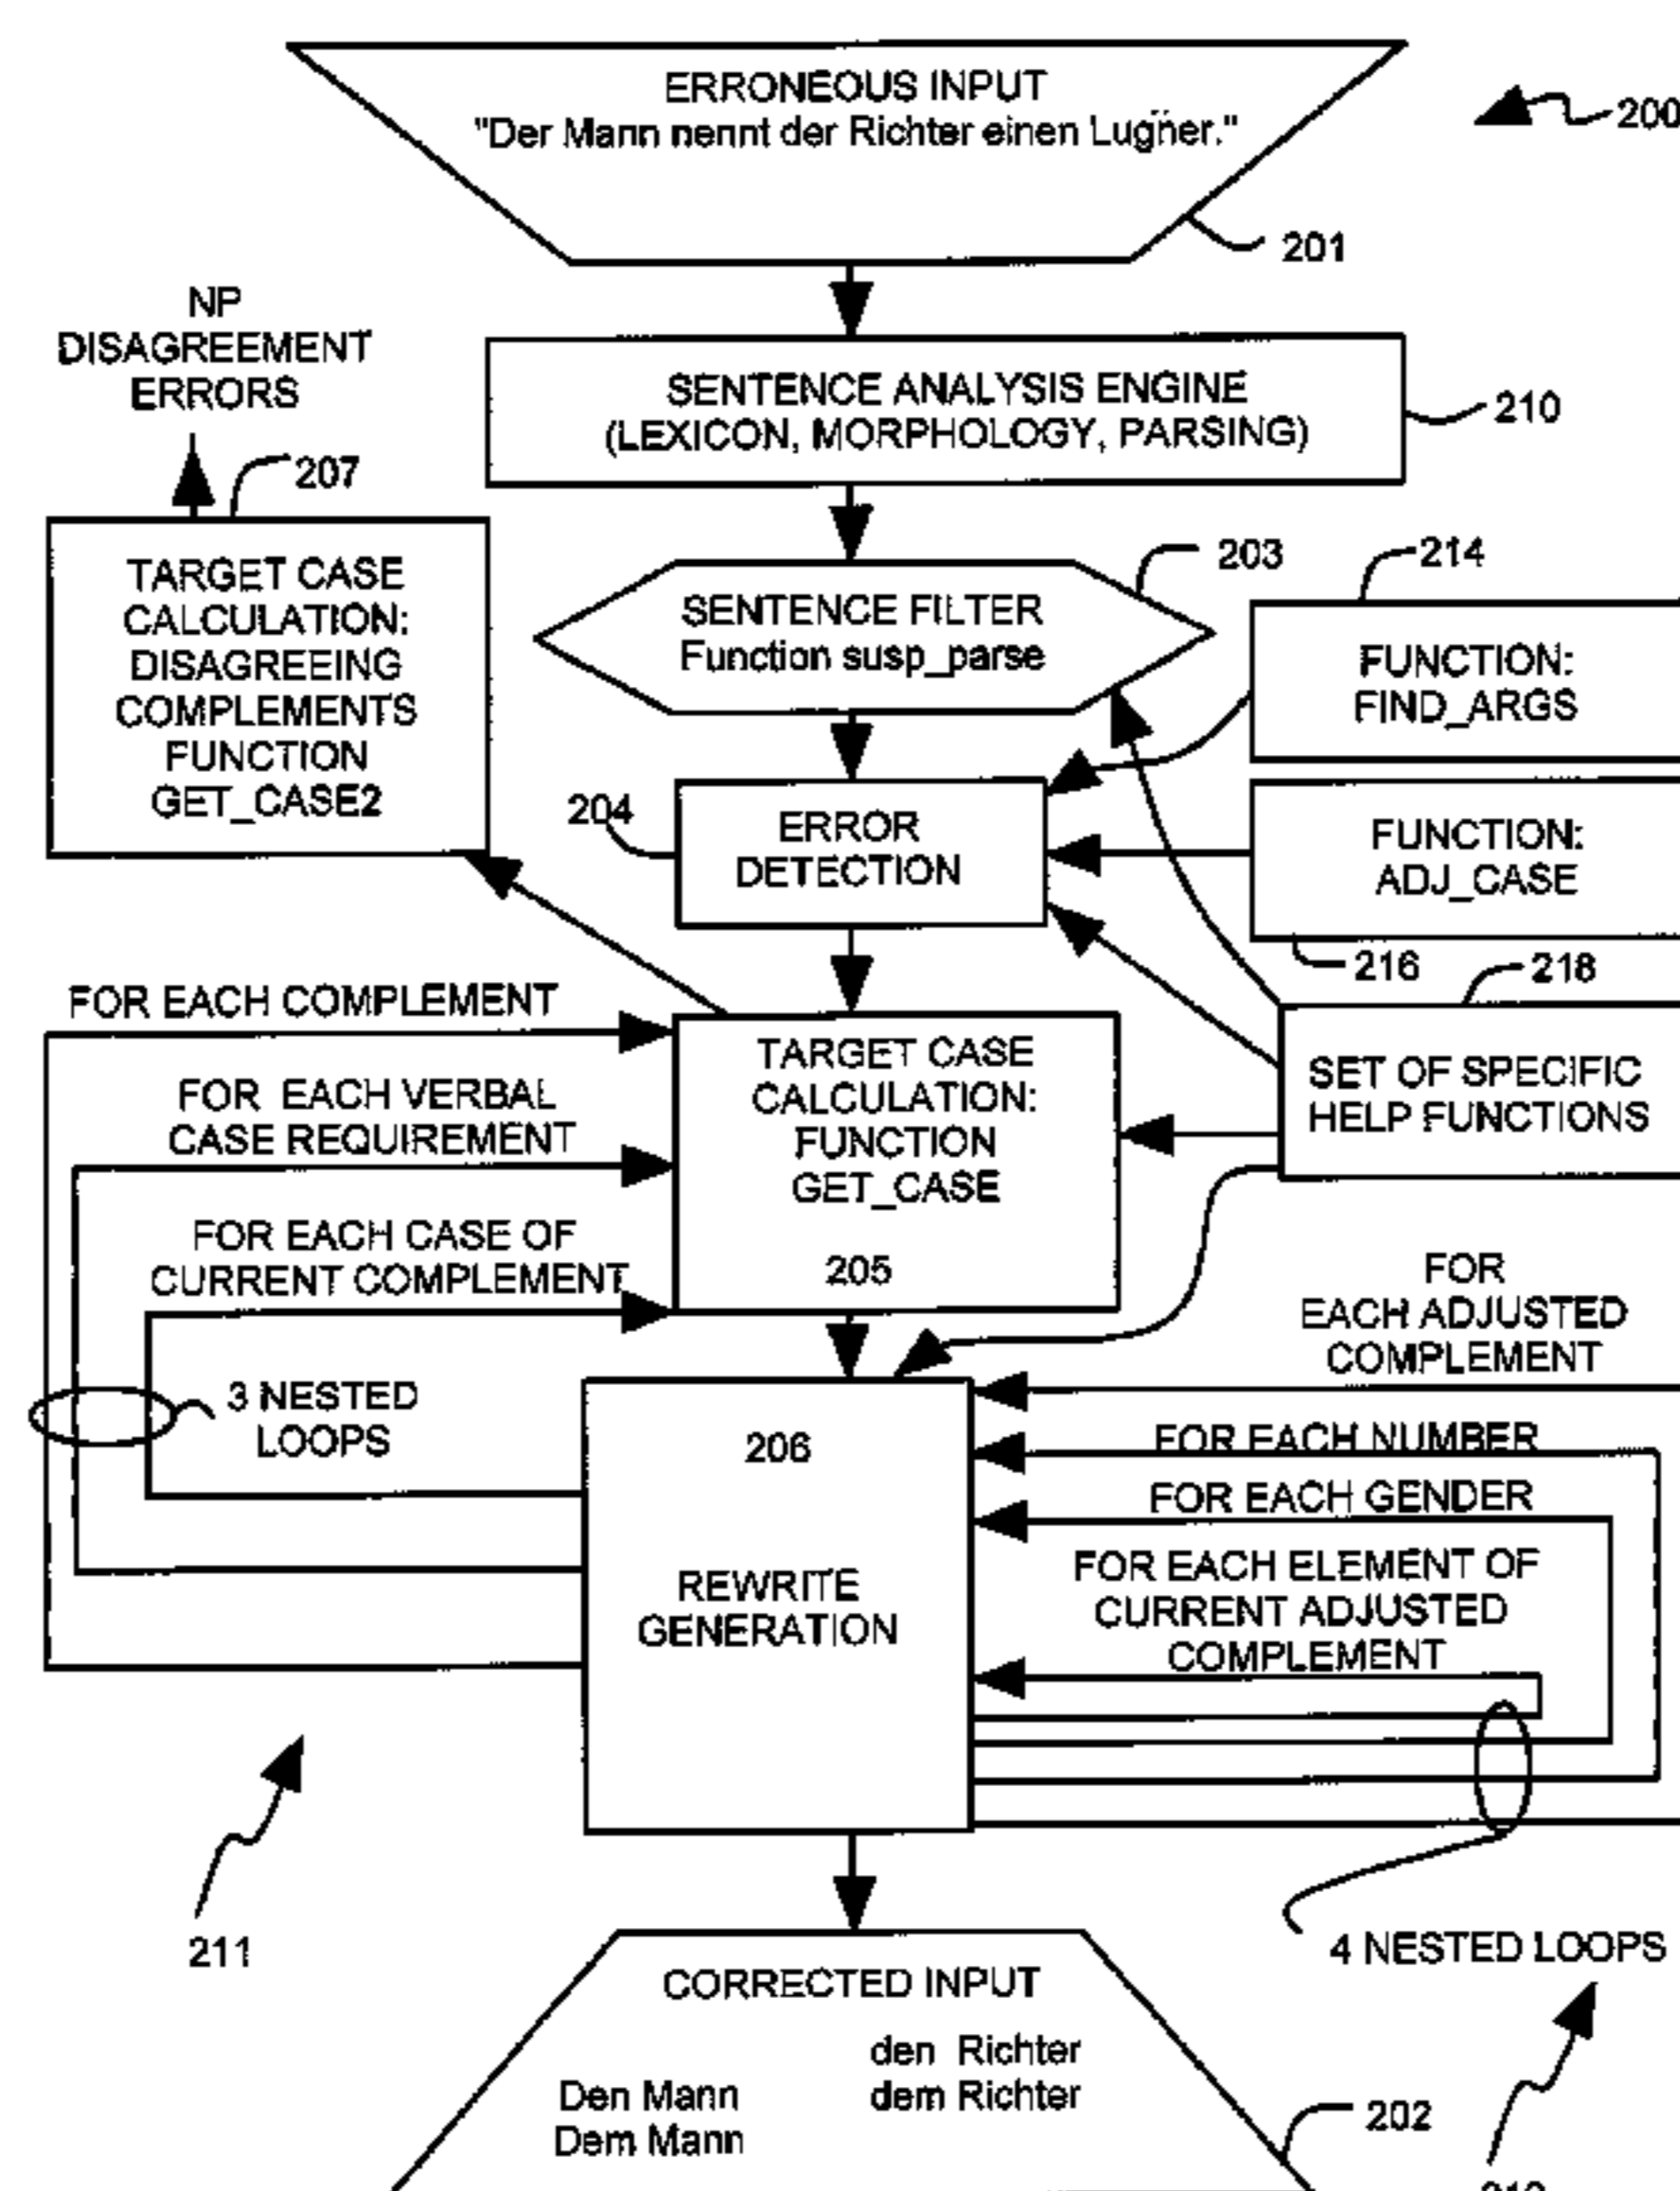 ERRONEOUS INPUT
"Der Mann nennt der Richter einen Lugner."
200
201
NP
DISAGREEMENT
ERRORS
SENTENCE ANALYSIS ENGINE
(LEXICON, MORPHOLOGY, PARSING)
210
207
TARGET CASE
CALCULATION:
DISAGREEING
COMPLEMENTS
FUNCTION
GET_CASE2
SENTENCE FILTER
Function susp_parse
203
214
FUNCTION:
FIND_ARGS
204
ERROR
DETECTION
FUNCTION:
ADJ_CASE
216
218
FOR EACH COMPLEMENT
FOR EACH VERBAL
CASE REQUIREMENT
FOR EACH CASE OF
CURRENT COMPLEMENT
TARGET CASE
CALCULATION:
FUNCTION
GET_CASE
205
SET OF SPECIFIC
HELP FUNCTIONS
FOR
EACH ADJUSTED
COMPLEMENT
3 NESTED
LOOPS
206
REWRITE
GENERATION
FOR EACH NUMBER
FOR EACH GENDER
FOR EACH ELEMENT OF
CURRENT ADJUSTED
COMPLEMENT
211
4 NESTED LOOPS
CORRECTED INPUT
den Richter
Den Mann dem Richter
Dem Mann
202